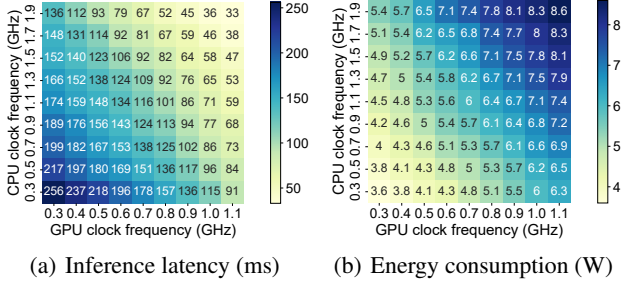 CPU clock frequency (GHz)
1.9 136 112 93 79 67 52 45 36 33
1.7 148 131 114 92 81 67 59 46 38
1.5 152 140 123 106 92 82 64 58 47
1.3 166 152 138 124 109 92 76 65 53
1.1 174 159 148 134 116 101 86 71 59
0.9 189 176 156 143 124 113 94 77 68
0.7 199 182 167 153 138 125 102 86 73
0.5 217 197 180 169 151 136 117 96 84
0.3 256 237 218 196 178 157 136 115 91
0.3 0.4 0.5 0.6 0.7 0.8 0.9 1.0 1.1
GPU clock frequency (GHz)
250
200
150
100
50
(a) Inference latency (ms)
CPU clock frequency (GHz)
1.9 5.4 5.7 6.5 7.1 7.4 7.8 8.1 8.3 8.6
1.7 5.1 5.4 6.2 6.5 6.8 7.4 7.7 8 8.3
1.5 4.9 5.2 5.7 6.2 6.5 7.1 7.5 7.8 8.1
1.3 4.7 5 5.4 5.8 6.2 6.7 7.1 7.5 7.9
1.1 4.5 4.8 5.3 5.6 6 6.4 6.7 7.1 7.4
0.9 4.2 4.6 5 5.4 5.7 6.1 6.4 6.8 7.2
0.7 4 4.3 4.6 5.1 5.3 5.7 6.1 6.6 6.9
0.5 3.8 4.1 4.3 4.8 5 5.3 5.7 6.2 6.5
0.3 3.6 3.8 4.1 4.3 4.8 5.1 5.5 6 6.3
0.3 0.4 0.5 0.6 0.7 0.8 0.9 1.0 1.1
GPU clock frequency (GHz)
8
7
6
5
4
(b) Energy consumption (W)